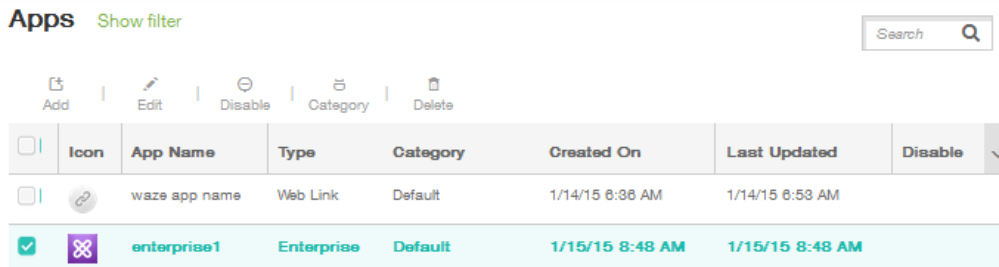 Apps Show filter
Search
Add Edit Disable Category Delete
Icon App Name Type Category Created On Last Updated Disable
waze app name Web Link Default 1/14/15 6:36 AM 1/14/15 6:53 AM
enterprise1 Enterprise Default 1/15/15 8:48 AM 1/15/15 8:48 AM